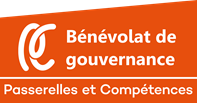 Bénévolat de
gouvernance
Passerelles et Compétences